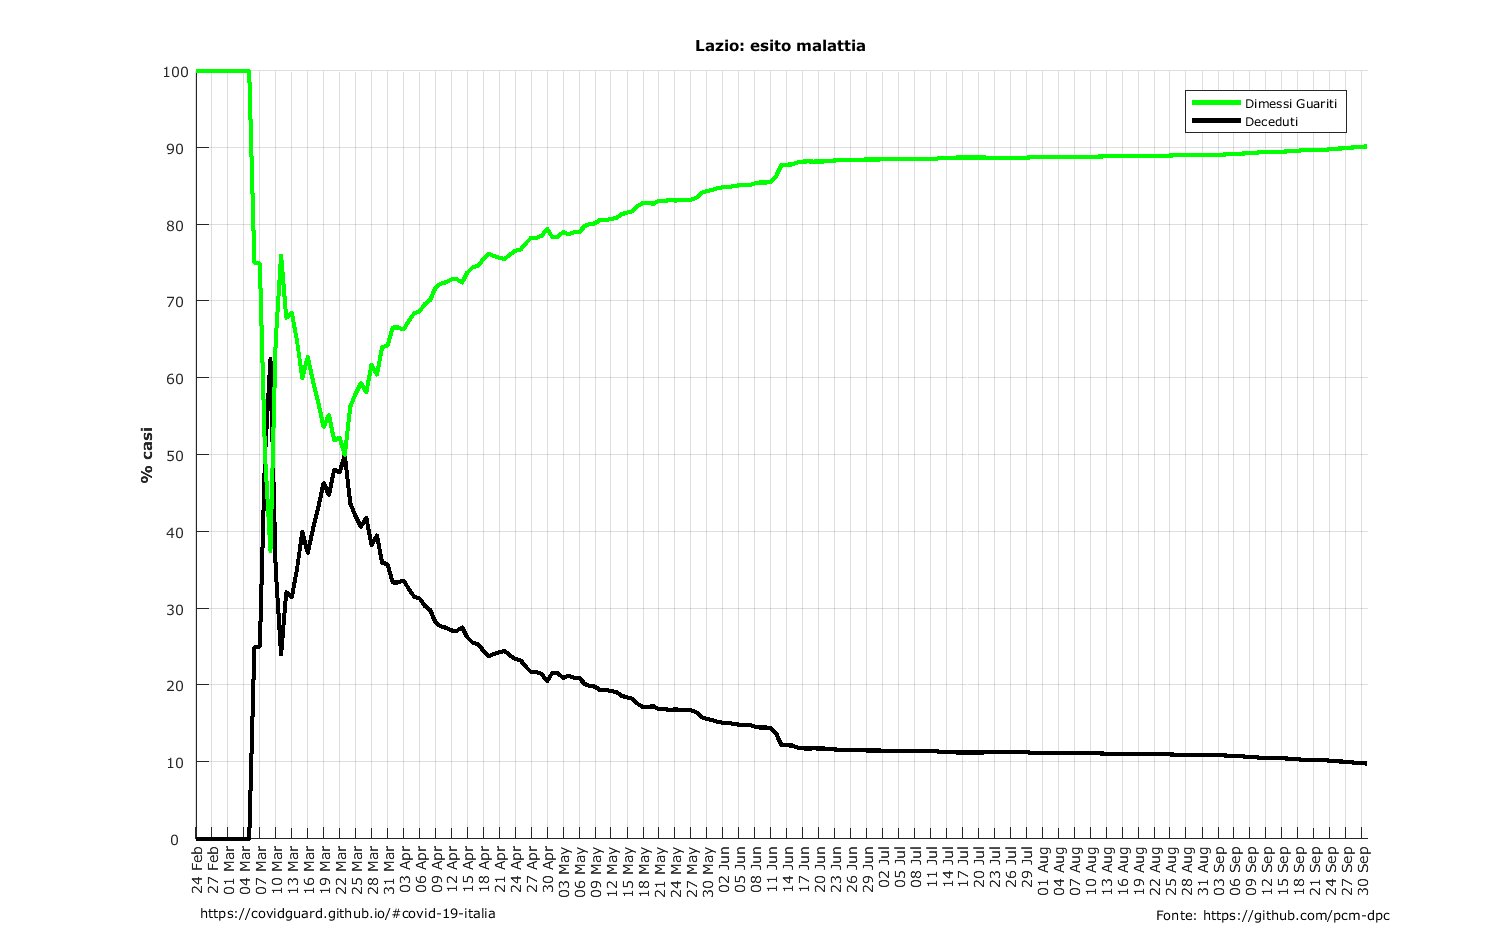 Lazio: esito malattia
100
90
80
70
60
50
40
30
20
10
0
% casi
Dimessi Guariti
Deceduti
24 Feb
27 Feb
01 Mar
04 Mar
07 Mar
10 Mar
13 Mar
16 Mar
19 Mar
22 Mar
25 Mar
28 Mar
31 Mar
03 Apr
06 Apr
09 Apr
12 Apr
15 Apr
18 Apr
21 Apr
24 Apr
27 Apr
30 Apr
03 May
06 May
09 May
12 May
15 May
18 May
21 May
24 May
27 May
30 May
02 Jun
05 Jun
08 Jun
11 Jun
14 Jun
17 Jun
20 Jun
23 Jun
26 Jun
29 Jun
02 Jul
05 Jul
08 Jul
11 Jul
14 Jul
17 Jul
20 Jul
23 Jul
26 Jul
29 Jul
01 Aug
04 Aug
07 Aug
10 Aug
13 Aug
16 Aug
19 Aug
22 Aug
25 Aug
28 Aug
31 Aug
03 Sep
06 Sep
09 Sep
12 Sep
15 Sep
18 Sep
21 Sep
24 Sep
27 Sep
30 Sep
https://covidguard.github.io/#covid-19-italia
Fonte: https://github.com/pcm-dpc